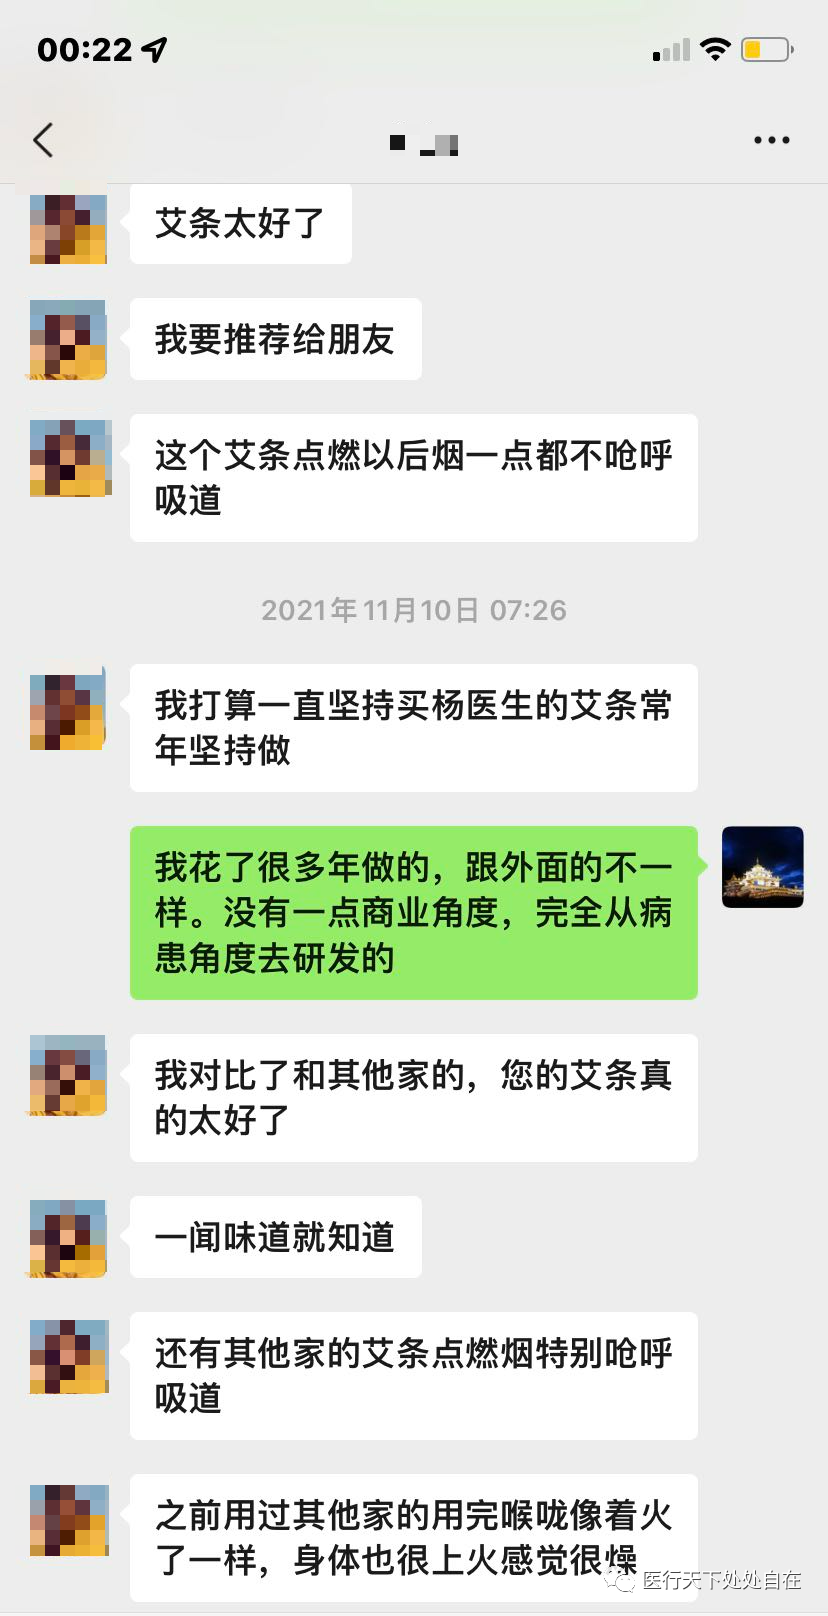 00:22
艾条太好了
我要推荐给朋友
这个艾条点燃以后烟一点都不呛呼
吸道
2021年11月10日 07:26
我打算一直坚持买杨医生的艾条常
年坚持做
我花了很多年做的，跟外面的不一
样。没有一点商业角度，完全从病
患角度去研发的
我对比了和其他家的，您的艾条真
的太好了
一闻味道就知道
还有其他家的艾条点燃烟特别呛呼
吸道
之前用过其他家的用完喉咙像着火
了一样，身体也很上火感觉很燥
医行天下处处自在